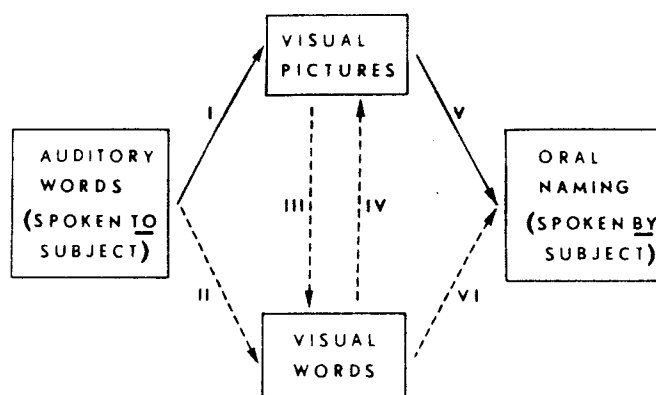 VISUAL
PICTURES
I
V
AUDITORY
WORDS
(SPOKEN TO
SUBJECT)
III
IV
ORAL
NAMING
(SPOKEN BY
SUBJECT)
II
VI
VISUAL
WORDS